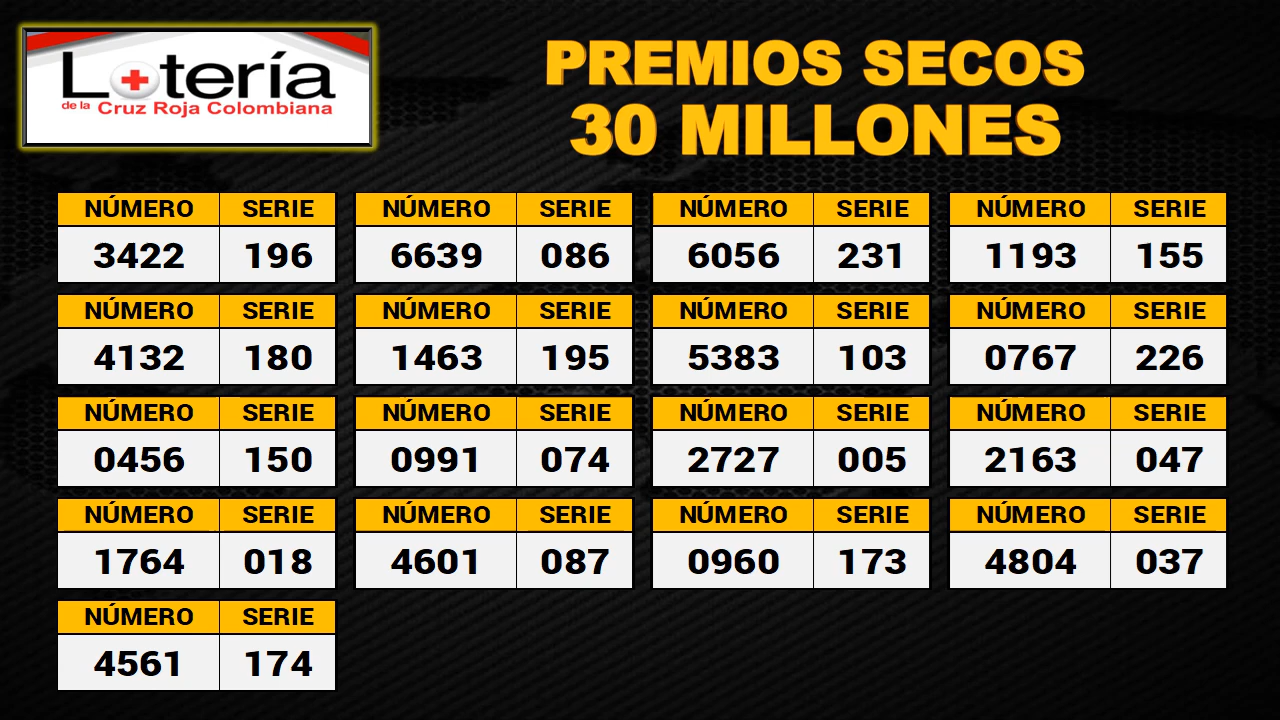 Lotería
de la Cruz Roja Colombiana
PREMIOS SECOS
30 MILLONES
NÚMERO SERIE NÚMERO SERIE NÚMERO SERIE NÚMERO SERIE
3422 196 6639 086 6056 231 1193 155
NÚMERO SERIE NÚMERO SERIE NÚMERO SERIE NÚMERO SERIE
4132 180 1463 195 5383 103 0767 226
NÚMERO SERIE NÚMERO SERIE NÚMERO SERIE NÚMERO SERIE
0456 150 0991 074 2727 005 2163 047
NÚMERO SERIE NÚMERO SERIE NÚMERO SERIE NÚMERO SERIE
1764 018 4601 087 0960 173 4804 037
NÚMERO SERIE
4561 174